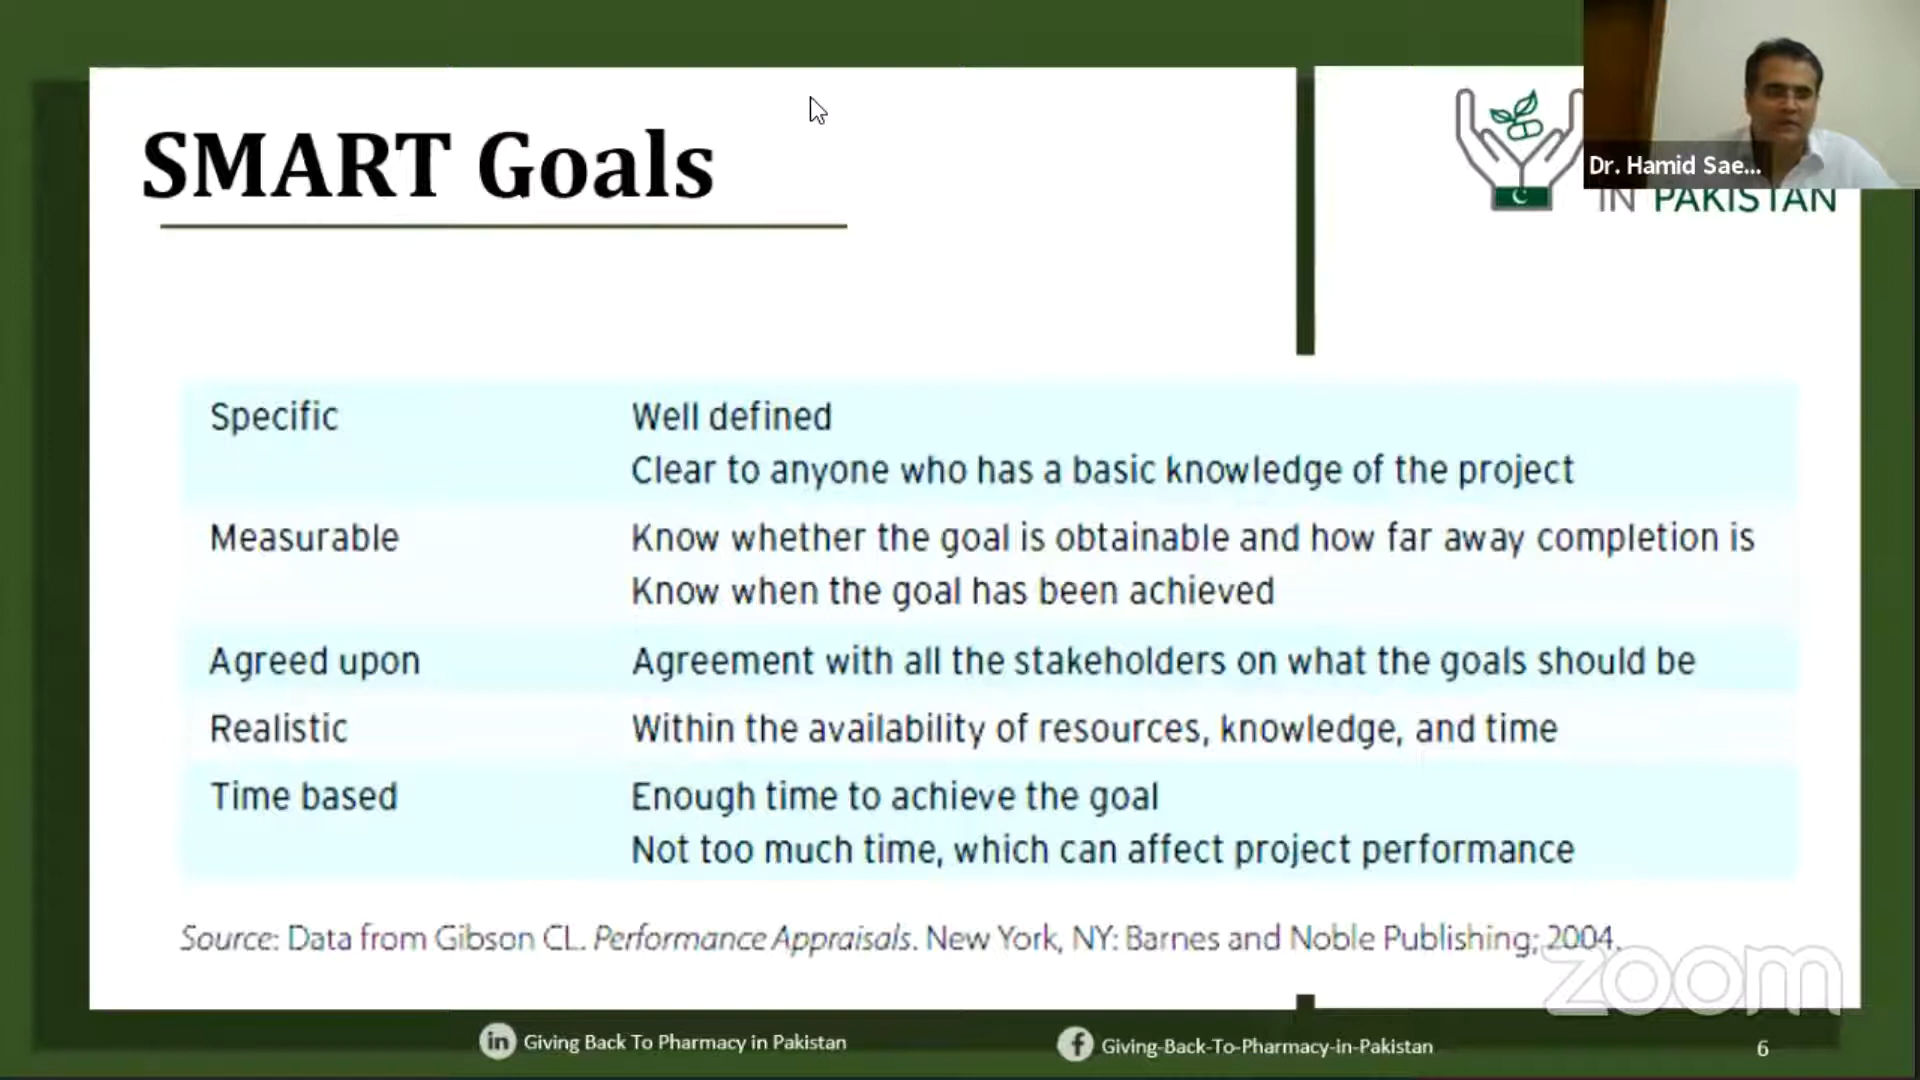 SMART Goals
IN PAKISTAN
Dr. Hamid Sae...
Specific Well defined
Clear to anyone who has a basic knowledge of the project
Measurable Know whether the goal is obtainable and how far away completion is
Know when the goal has been achieved
Agreed upon Agreement with all the stakeholders on what the goals should be
Realistic Within the availability of resources, knowledge, and time
Time based Enough time to achieve the goal
Not too much time, which can affect project performance
Source: Data from Gibson CL. Performance Appraisals. New York, NY: Barnes and Noble Publishing; 2004.
zoom
in Giving Back To Pharmacy in Pakistan
f Giving-Back-To-Pharmacy-in-Pakistan
6